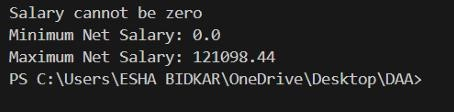 Salary cannot be zero
Minimum Net Salary: 0.0
Maximum Net Salary: 121098.44
PS C:\Users\ESHA BIDKAR\OneDrive\Desktop\DAA>